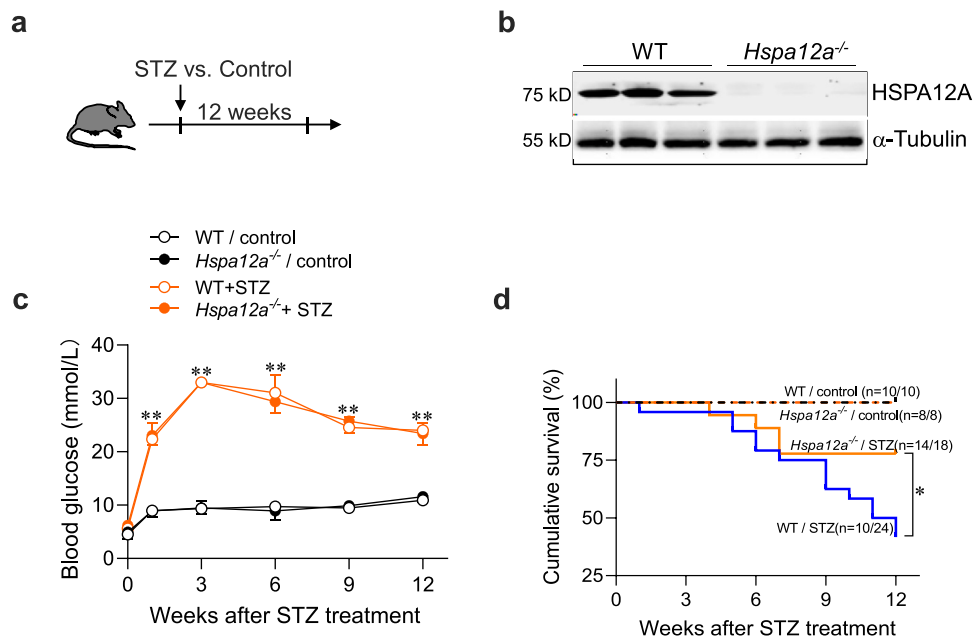 a
STZ vs. Control
12 weeks
b
WT
Hspa12a-/-
75 kD
HSPA12A
55 kD
α-Tubulin
WT / control
Hspa12a-/- / control
WT+STZ
Hspa12a-/-+ STZ
c
Blood glucose (mmol/L)
40
30
20
10
0
**
**
**
**
**
0
3
6
9
12
Weeks after STZ treatment
d
Cumulative survival (%)
100
75
50
25
WT / control (n=10/10)
Hspa12a-/- / control(n=8/8)
Hspa12a-/- / STZ(n=14/18)
WT / STZ(n=10/24)
*
0
3
6
9
12
Weeks after STZ treatment